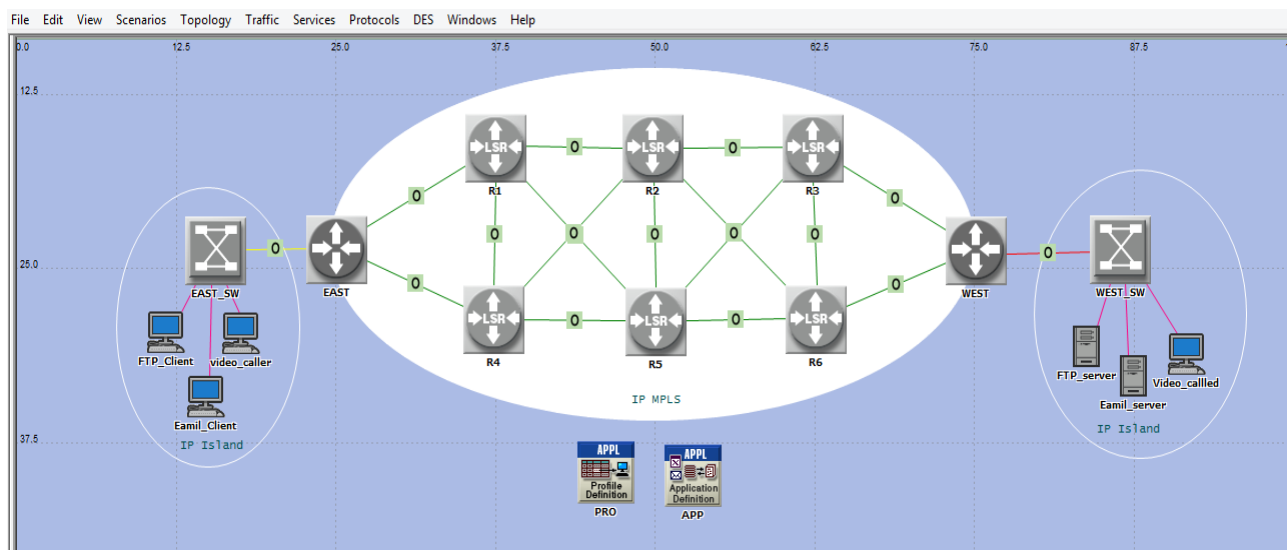 File Edit View Scenarios Topology Traffic Services Protocols DES Windows Help
0.0 12.5 25.0 37.5 50.0 62.5 75.0 87.5
12.5
LSR LSR LSR
0 0
R1 R2 R3
0 0
0 0 0 0 0
0 0
EAST_SW EAST WEST WEST_SW
25.0
0 0
LSR LSR LSR
0 0
R4 R5 R6
FTP_Client video_caller
FTP_server Video_callled
Eamil_Client
Eamil_server
IP MPLS
IP Island
IP Island
37.5
APPL APPL
Profiile Definition
Application Definition
PRO APP